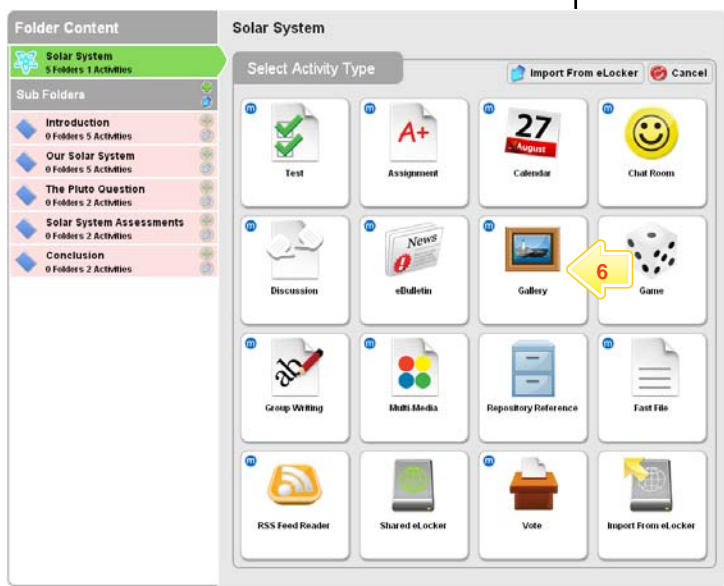 Folder Content
Solar System
5 Folders 1 Activities
Sub Folders
Introduction
0 Folders 5 Activities
Our Solar System
0 Folders 5 Activities
The Pluto Question
0 Folders 2 Activities
Solar System Assessments
0 Folders 2 Activities
Conclusion
0 Folders 2 Activities
Solar System
Select Activity Type
Import From eLocker
Cancel
m
m
m
m
A+
27
August
Test
Assignment
Calendar
Chat Room
m
m
m
News
6
Discussion
eBulletin
Gallery
Game
m
m
m
ab
Group Writing
Multi-Media
Repository Reference
Fast File
m
m
RSS Feed Reader
Shared eLocker
Vote
Import From eLocker